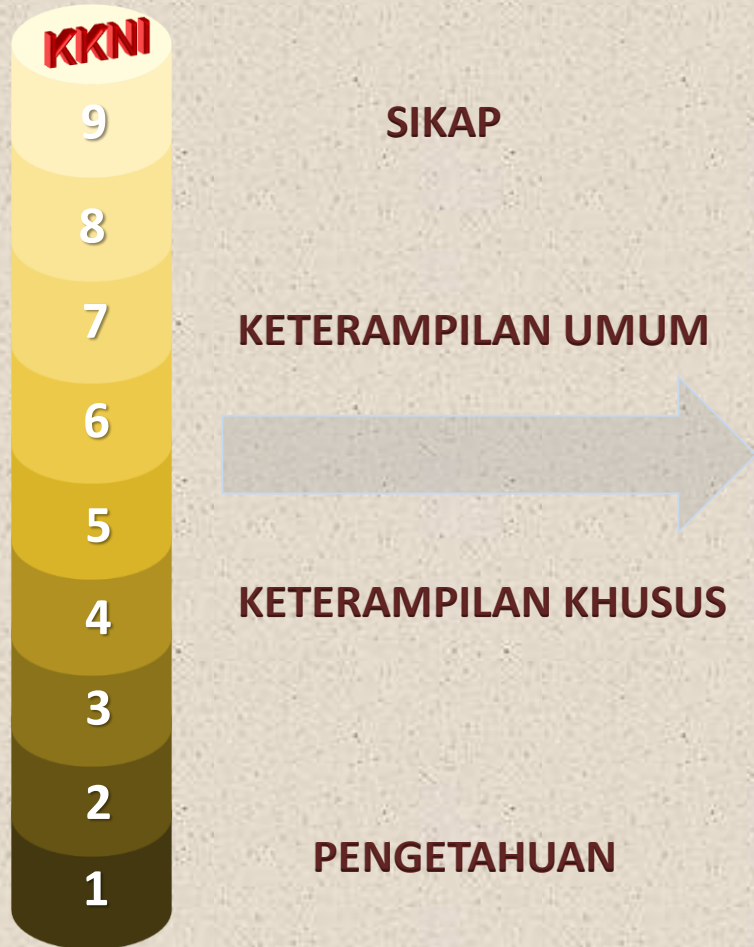 KKNI
9
SIKAP
8
7
KETERAMPILAN UMUM
6
5
KETERAMPILAN KHUSUS
4
3
2
PENGETAHUAN
1